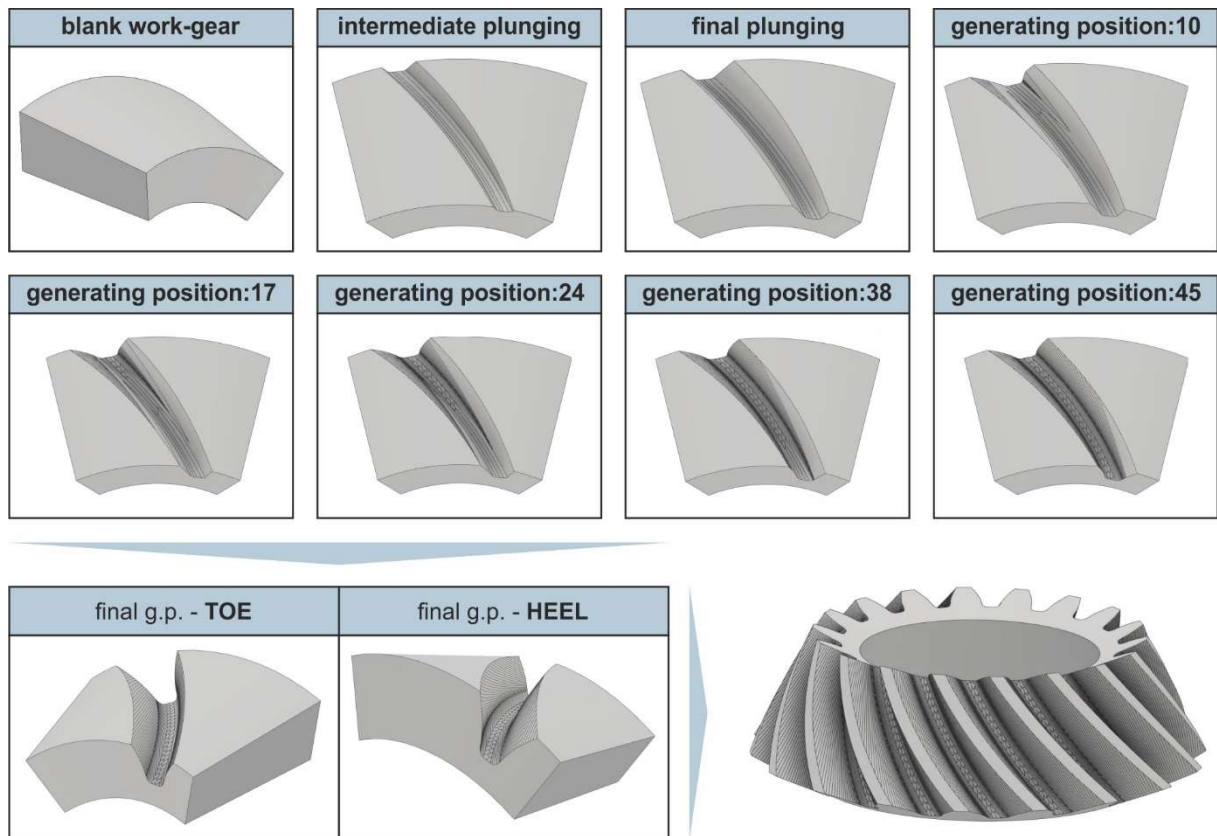 blank work-gear
intermediate plunging
final plunging
generating position:10
generating position:17
generating position:24
generating position:38
generating position:45
final g.p. - TOE
final g.p. - HEEL